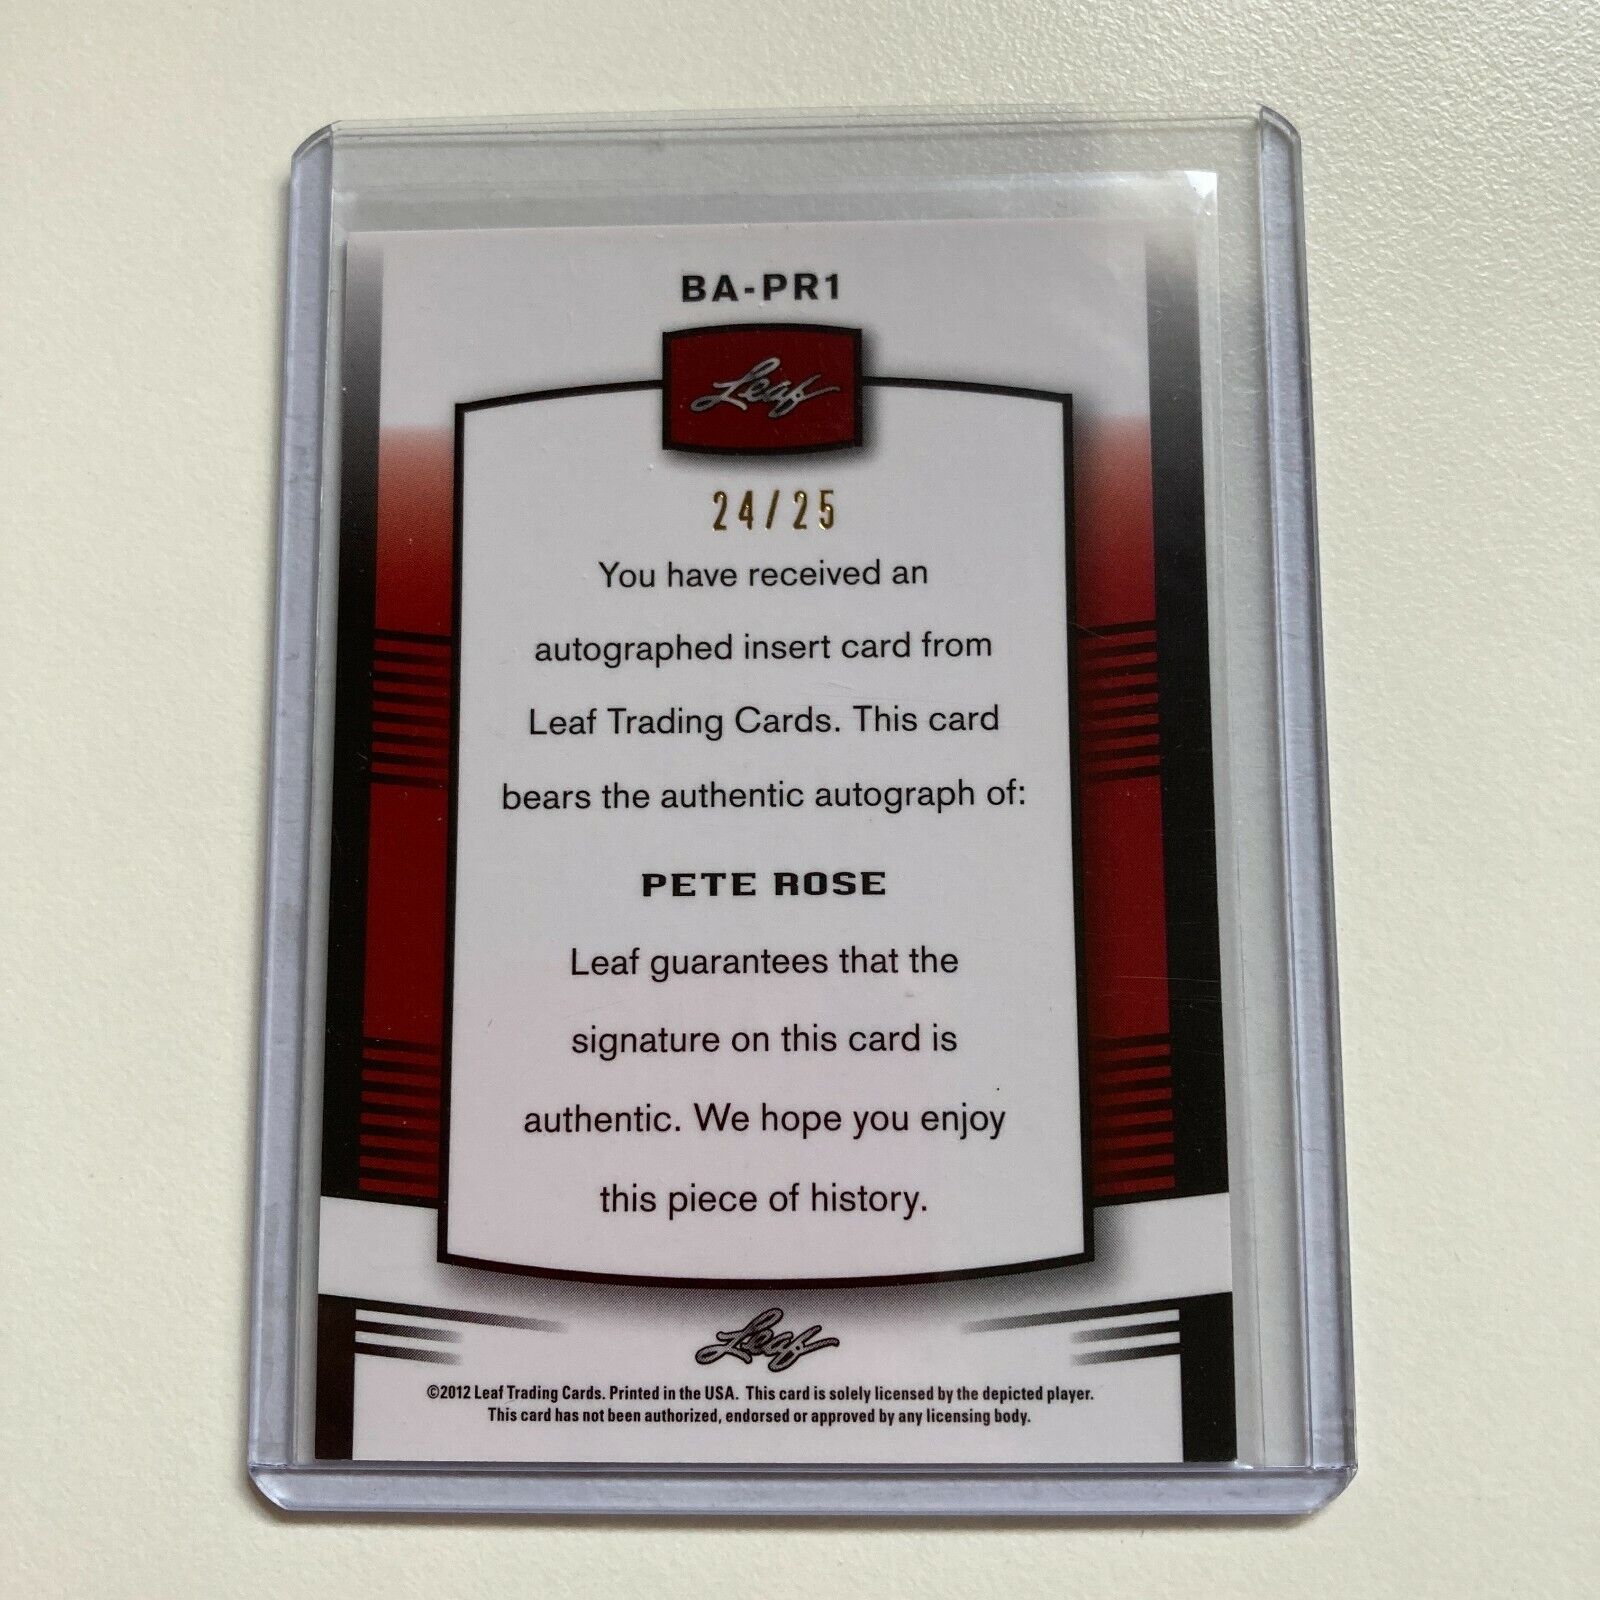 BA-PR1
Leaf
24/25
You have received an
autographed insert card from
Leaf Trading Cards. This card
bears the authentic autograph of:
PETE ROSE
Leaf guarantees that the
signature on this card is
authentic. We hope you enjoy
this piece of history.
Leaf
©2012 Leaf Trading Cards. Printed in the USA. This card is solely licensed by the depicted player.
This card has not been authorized, endorsed or approved by any licensing body.